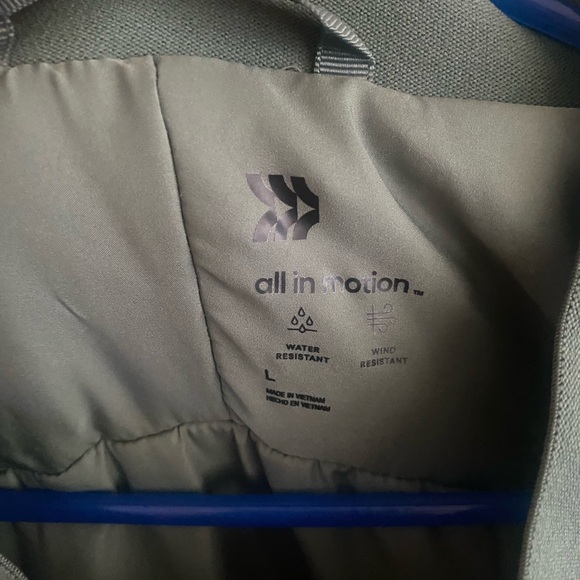 all in motion™
WATER
RESISTANT
WIND
RESISTANT
L
MADE IN VIETNAM
HECHO EN VIETNAM